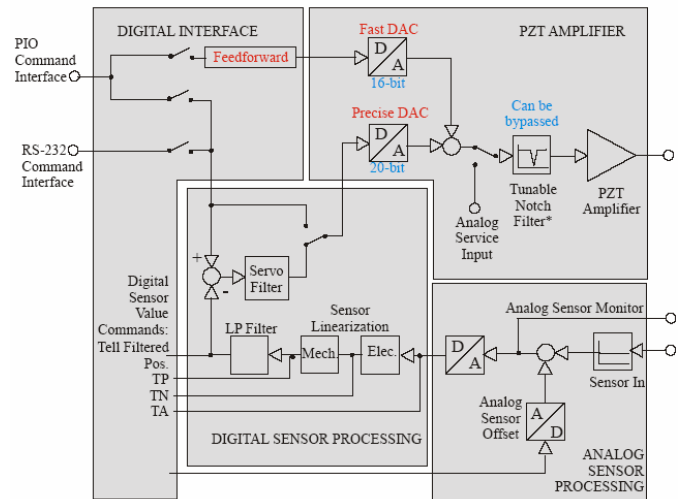 DIGITAL INTERFACE
PZT AMPLIFIER
PIO
Command
Interface
Feedforward
Fast DAC
D
A
16-bit
Precise DAC
D
A
20-bit
Can be
bypassed
RS-232
Command
Interface
Analog
Service
Input
Tunable
Notch
Filter*
PZT
Amplifier
+
-
Servo
Filter
Digital
Sensor
Value
Commands:
Tell Filtered
Pos.
TP
TN
TA
LP Filter
Sensor
Linearization
Mech.
Elec.
DIGITAL SENSOR PROCESSING
Analog Sensor Monitor
D
A
Sensor In
Analog
Sensor
Offset
A
D
ANALOG
SENSOR
PROCESSING